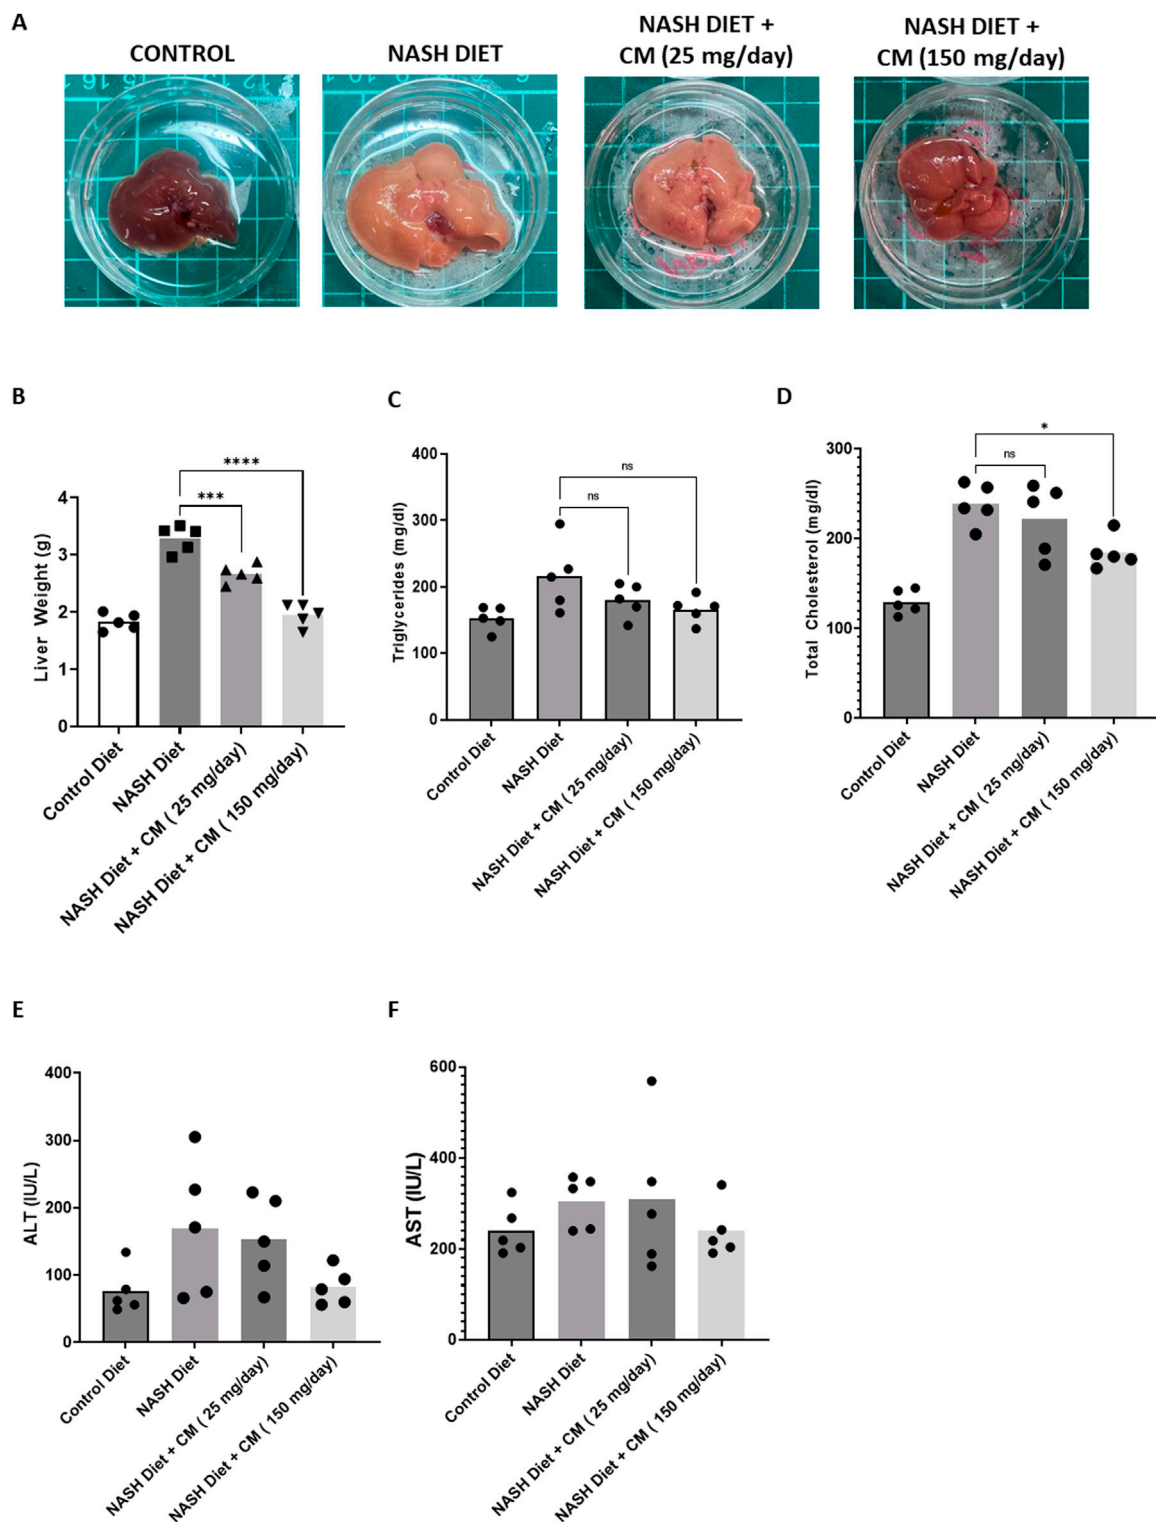 A
CONTROL
NASH DIET
NASH DIET +
CM (25 mg/day)
NASH DIET +
CM (150 mg/day)
B
Liver Weight (g)
4
3
2
1
0
***
****
Control Diet
NASH Diet
NASH Diet + CM ( 25 mg/day)
NASH Diet + CM ( 150 mg/day)
C
Triglycerides (mg/dl)
400
300
200
100
0
ns
ns
Control Diet
NASH Diet
NASH Diet + CM ( 25 mg/day)
NASH Diet + CM ( 150 mg/day)
D
Total Cholesterol (mg/dl)
300
200
100
0
*
ns
Control Diet
NASH Diet
NASH Diet + CM ( 25 mg/day)
NASH Diet + CM ( 150 mg/day)
E
ALT (IU/L)
400
300
200
100
0
Control Diet
NASH Diet
NASH Diet + CM ( 25 mg/day)
NASH Diet + CM ( 150 mg/day)
F
AST (IU/L)
600
400
200
0
Control Diet
NASH Diet
NASH Diet + CM ( 25 mg/day)
NASH Diet + CM ( 150 mg/day)